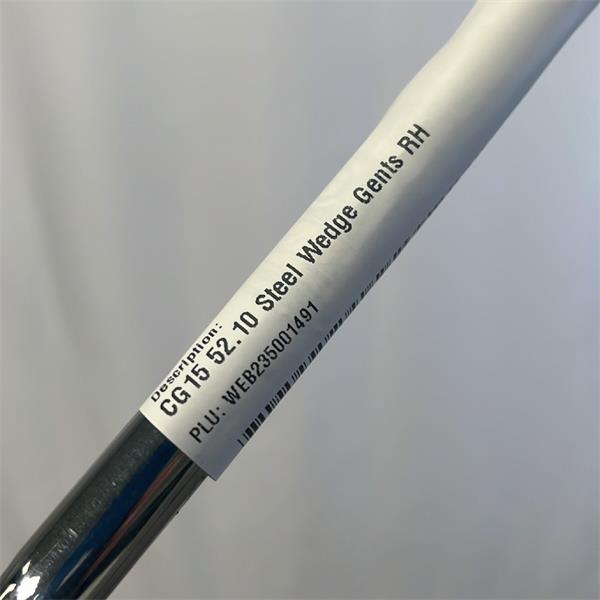 Description:
CG15 52.10 Steel Wedge Gents RH
PLU: WEB235001491